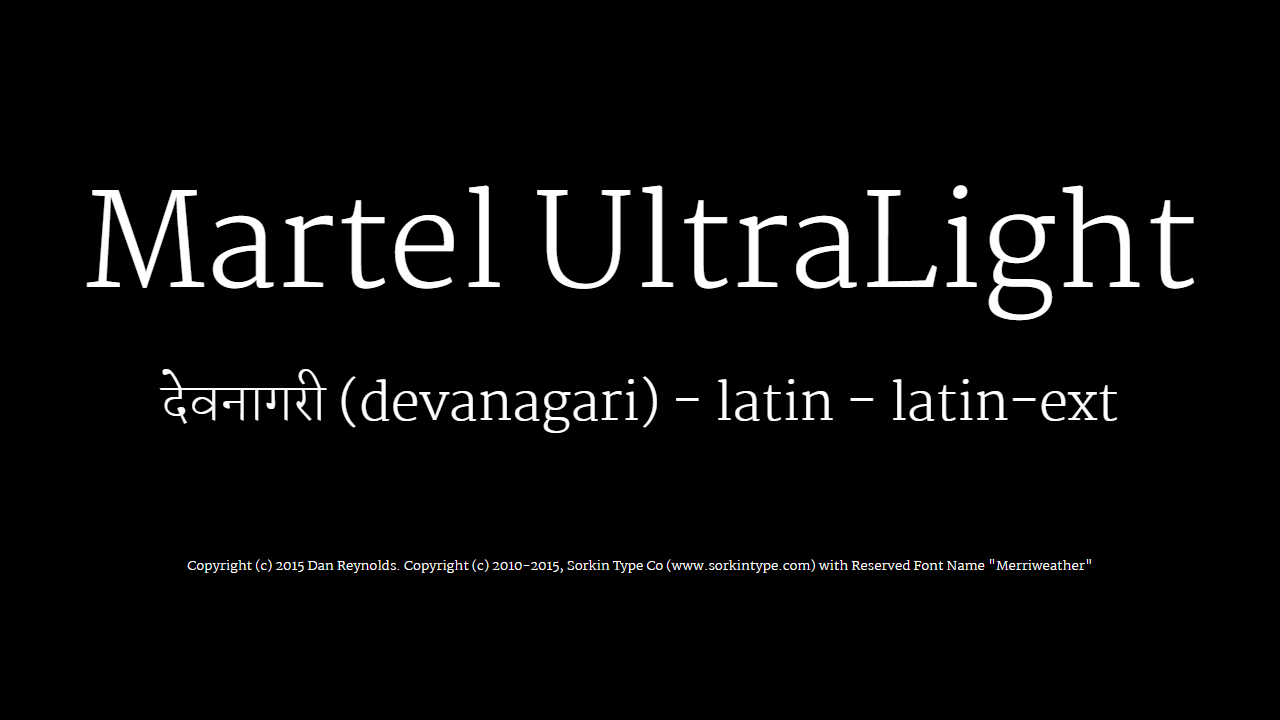 Martel UltraLight
देवनागरी (devanagari) - latin - latin-ext
Copyright (c) 2015 Dan Reynolds. Copyright (c) 2010-2015, Sorkin Type Co (www.sorkintype.com) with Reserved Font Name "Merriweather"